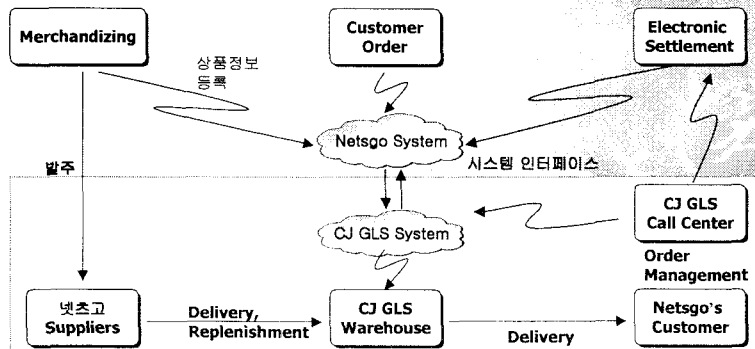 Merchandizing
Customer
Order
Electronic
Settlement
상품정보
등록
Netsgo System
발주
시스템 인터페이스
CJ GLS System
CJ GLS
Call Center
Order
Management
넷츠고
Suppliers
Delivery,
Replenishment
CJ GLS
Warehouse
Delivery
Netsgo's
Customer